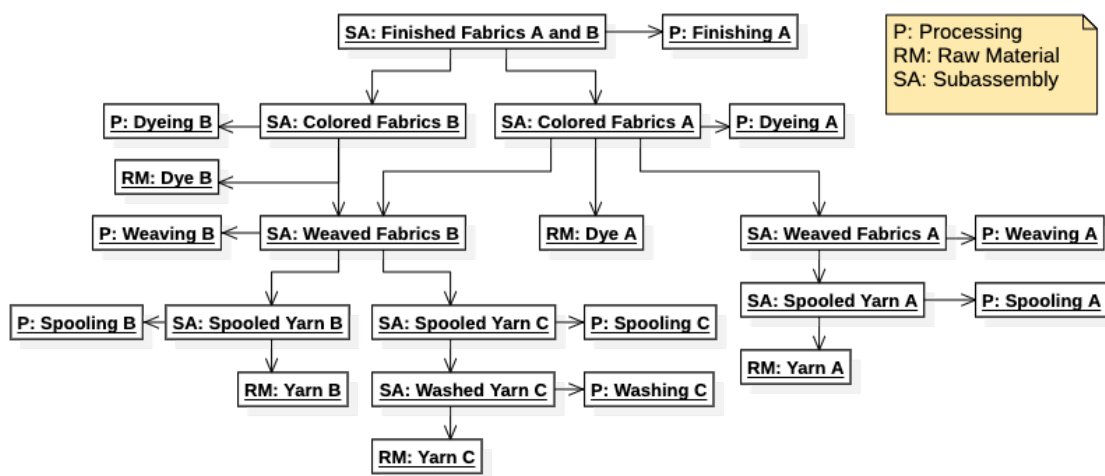 SA: Finished Fabrics A and B
P: Finishing A
P: Processing
RM: Raw Material
SA: Subassembly
P: Dyeing B
SA: Colored Fabrics B
SA: Colored Fabrics A
P: Dyeing A
RM: Dye B
P: Weaving B
SA: Weaved Fabrics B
RM: Dye A
SA: Weaved Fabrics A
P: Weaving A
P: Spooling B
SA: Spooled Yarn B
SA: Spooled Yarn C
P: Spooling C
SA: Spooled Yarn A
P: Spooling A
RM: Yarn B
SA: Washed Yarn C
P: Washing C
RM: Yarn A
RM: Yarn C